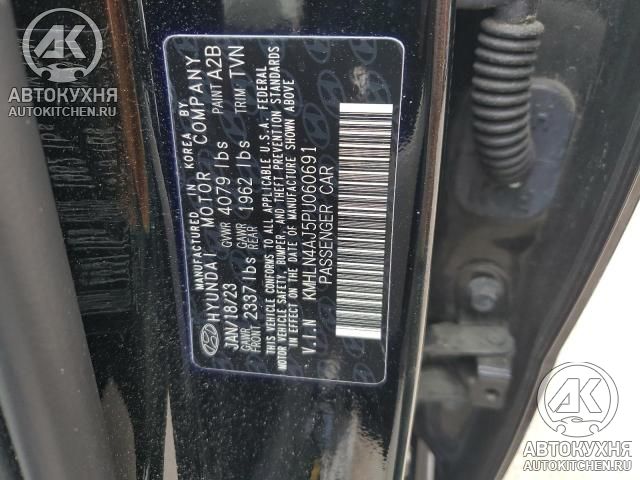 MANUFACTURED IN KOREA BY
HYUNDAI MOTOR COMPANY
JAN/18/23 GVWR 4079 lbs PAINT A2B
GAWR FRONT 2337 lbs GAWR REAR 1962 lbs TRIM TVN
THIS VEHICLE CONFORMS TO ALL APPLICABLE U.S.A. FEDERAL
MOTOR VEHICLE SAFETY, BUMPER, AND THEFT PREVENTION STANDARDS
IN EFFECT ON THE DATE OF MANUFACTURE SHOWN ABOVE
V.I.N KMHLN4AJ5PU060691
PASSENGER CAR
АК
АВТОКУХНЯ
AUTOKITCHEN.RU
АК
АВТОКУХНЯ
AUTOKITCHEN.RU